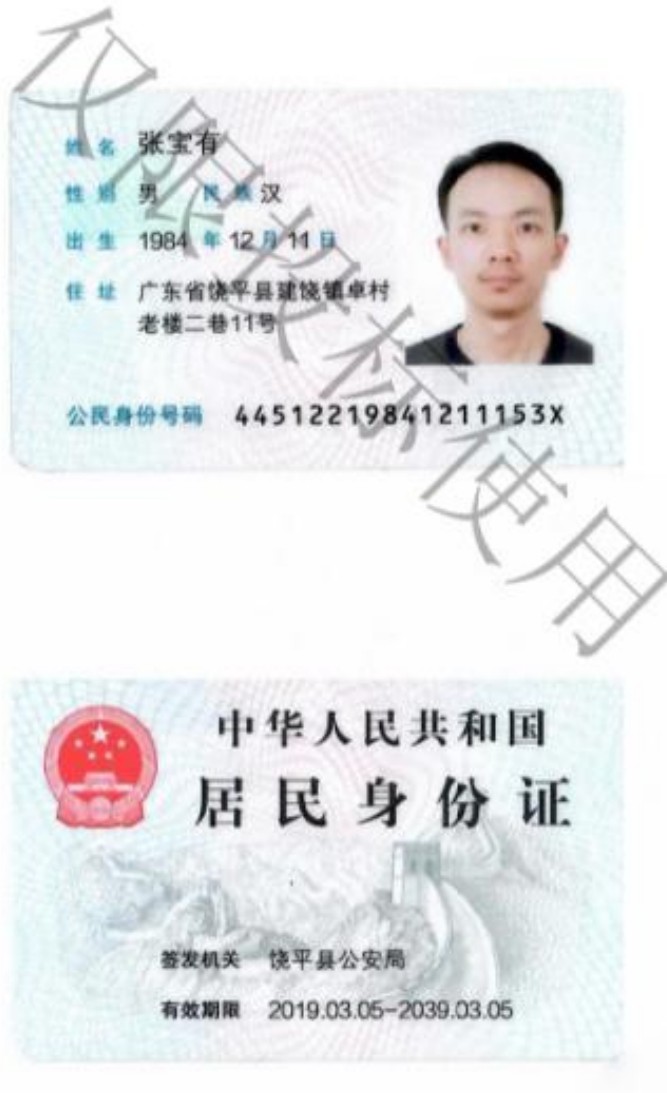 仅限投标使用
姓名 张宝有
性别 男 民族 汉
出生 1984 年 12 月 11 日
住址 广东省饶平县建饶镇卓村
老楼二巷11号
公民身份号码 44512219841211153X
中华人民共和国
居民身份证
签发机关 饶平县公安局
有效期限 2019.03.05-2039.03.05